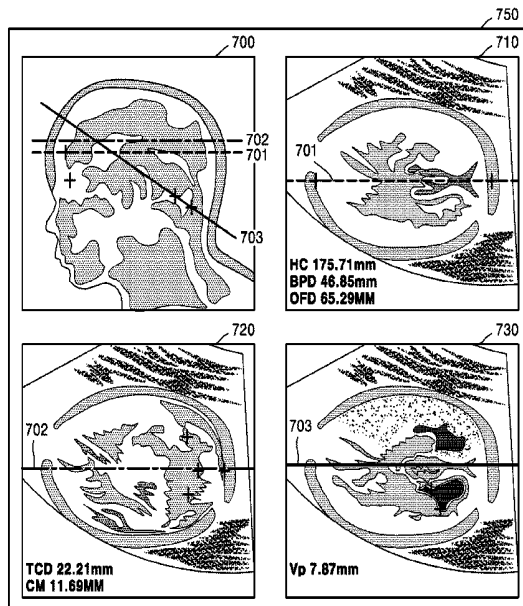 750
700
710
702
701
703
701
HC 175.71mm
BPD 46.85mm
OFD 65.29MM
720
730
702
703
TCD 22.21mm
CM 11.69MM
Vp 7.87mm